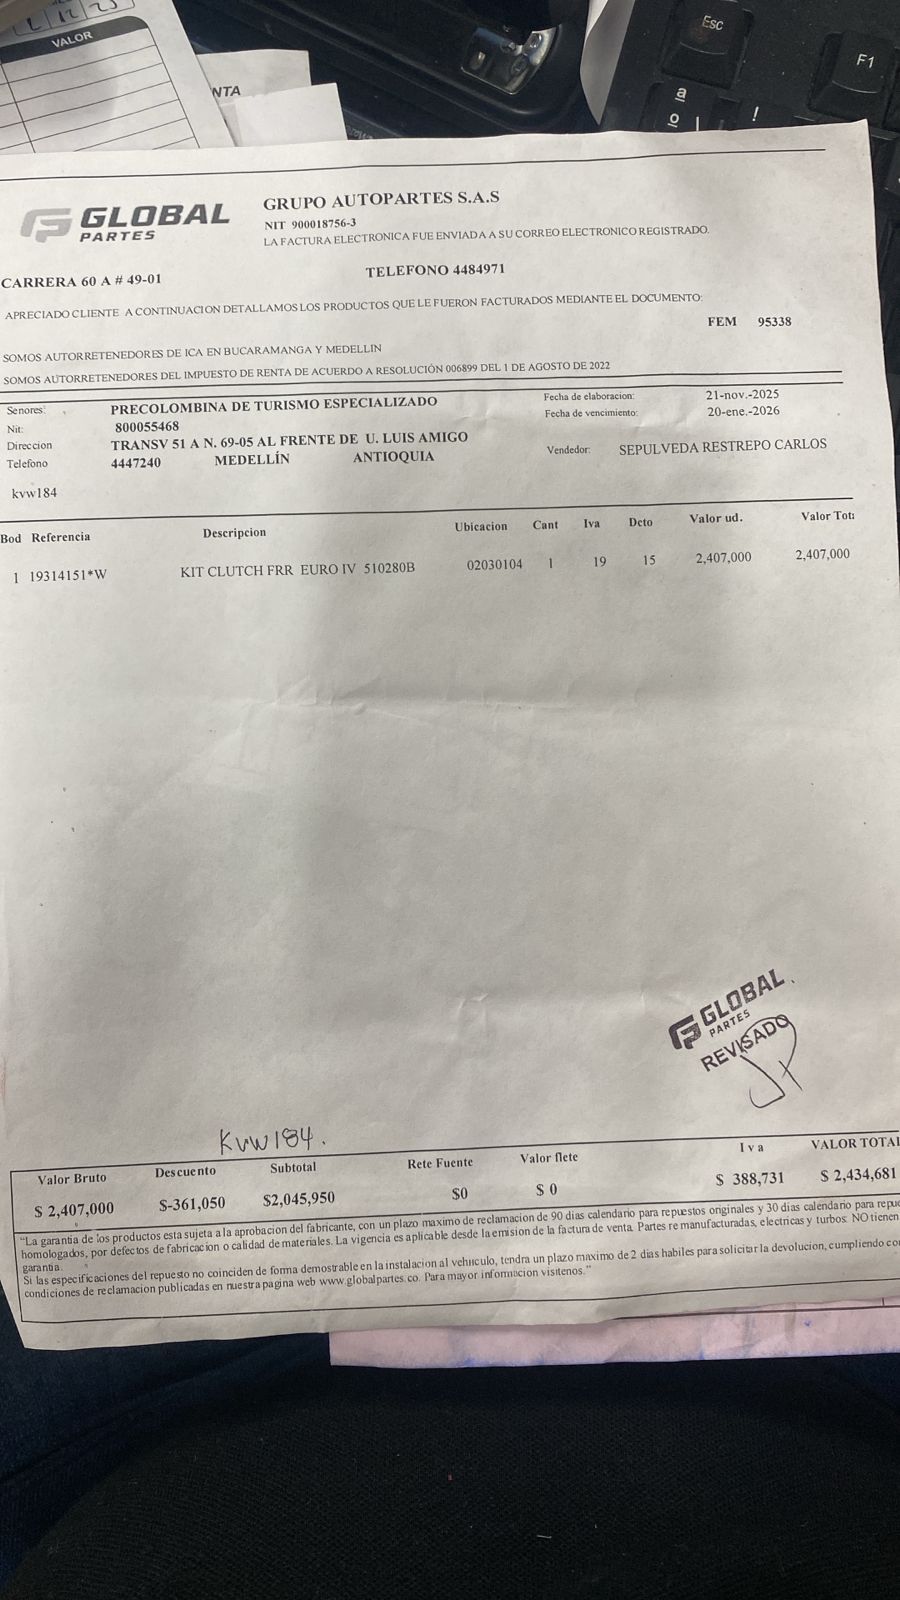 VALOR
NTA
Esc
F1
a
o
!
GLOBAL
PARTES
GRUPO AUTOPARTES S.A.S
NIT 900018756-3
LA FACTURA ELECTRONICA FUE ENVIADA A SU CORREO ELECTRONICO REGISTRADO.
CARRERA 60 A # 49-01
TELEFONO 4484971
APRECIADO CLIENTE A CONTINUACION DETALLAMOS LOS PRODUCTOS QUE LE FUERON FACTURADOS MEDIANTE EL DOCUMENTO:
FEM 95338
SOMOS AUTORRETENEDORES DE ICA EN BUCARAMANGA Y MEDELLIN
SOMOS AUTORRETENEDORES DEL IMPUESTO DE RENTA DE ACUERDO A RESOLUCIÓN 006899 DEL 1 DE AGOSTO DE 2022
Senores: PRECOLOMBINA DE TURISMO ESPECIALIZADO Fecha de elaboracion: 21-nov.-2025
Nit: 800055468 Fecha de vencimiento: 20-ene.-2026
Direccion TRANSV 51 A N. 69-05 AL FRENTE DE U. LUIS AMIGO
Telefono 4447240 MEDELLÍN ANTIOQUIA Vendedor: SEPULVEDA RESTREPO CARLOS
kvw184
Bod Referencia Descripcion Ubicacion Cant Iva Dcto Valor ud. Valor Tot:
1 19314151*W KIT CLUTCH FRR EURO IV 510280B 02030104 1 19 15 2,407,000 2,407,000
GLOBAL
PARTES
REVISADO
KVW184.
Valor Bruto Descuento Subtotal Rete Fuente Valor flete Iva VALOR TOTAL
$ 2,407,000 $-361,050 $2,045,950 $0 $ 0 $ 388,731 $ 2,434,681
"La garantia de los productos esta sujeta a la aprobacion del fabricante, con un plazo maximo de reclamacion de 90 dias calendario para repuestos originales y 30 dias calendario para repue
homologados, por defectos de fabricacion o calidad de materiales. La vigencia es aplicable desde la emision de la factura de venta. Partes re manufacturadas, electricas y turbos: NO tienen
garantia.
Si las especificaciones del repuesto no coinciden de forma demostrable en la instalacion al vehiculo, tendra un plazo maximo de 2 dias habiles para solicitar la devolucion, cumpliendo con
condiciones de reclamacion publicadas en nuestra pagina web www.globalpartes.co. Para mayor informacion visitenos."